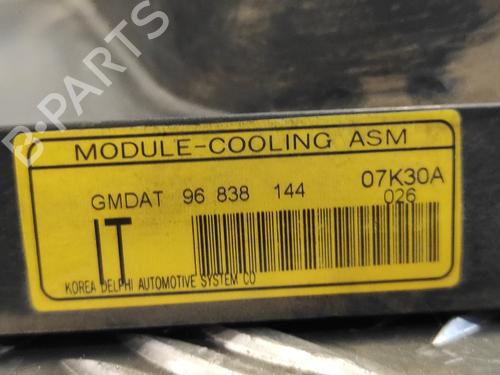 B-PARTS
MODULE-COOLING ASM
GMDAT 96 838 144 07K30A
026
IT
KOREA DELPHI AUTOMOTIVE SYSTEM CO